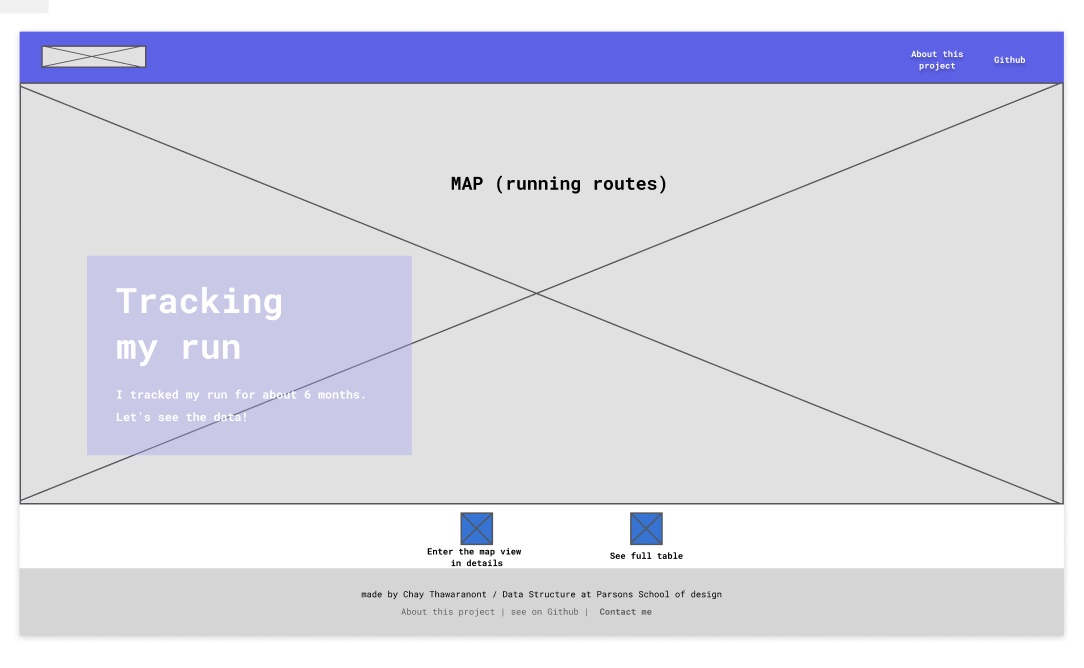 About this
project
Github
MAP (running routes)
Tracking
my run
I tracked my run for about 6 months.
Let's see the data!
Enter the map view
in details
See full table
made by Chay Thawaranont / Data Structure at Parsons School of design
About this project | see on Github | Contact me